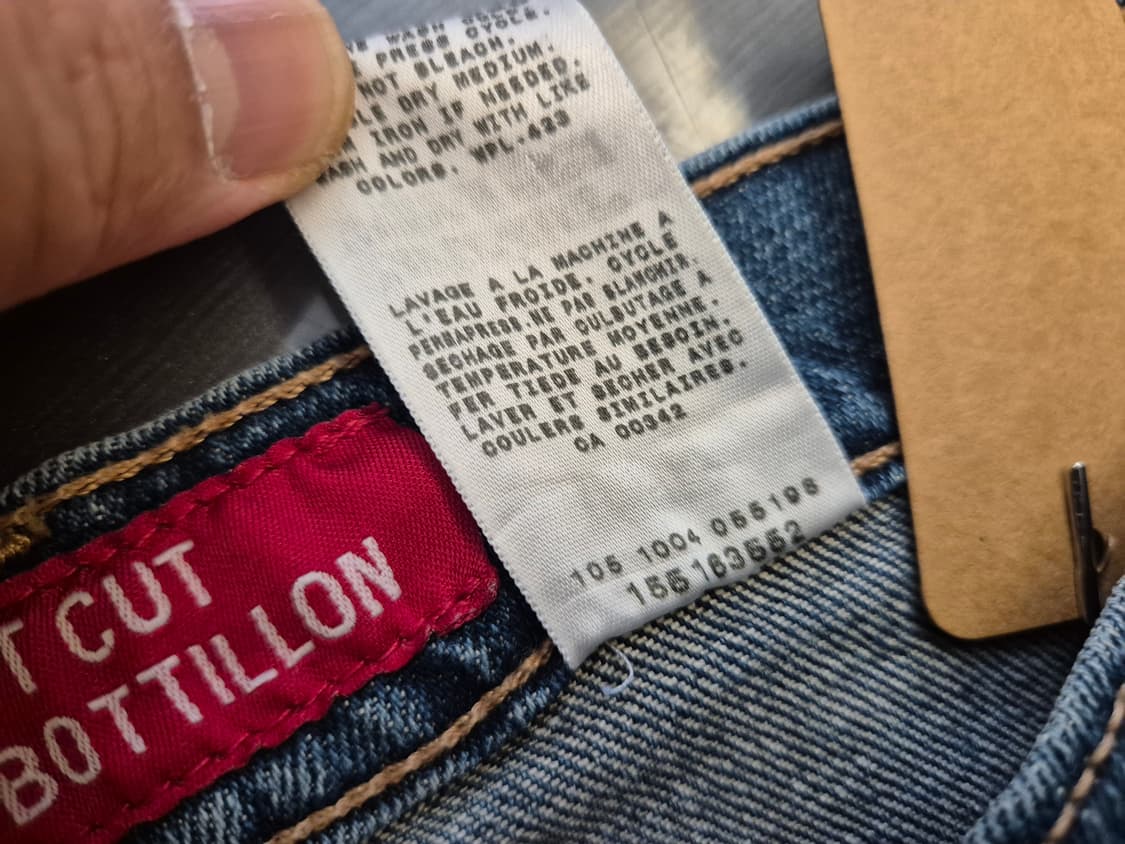 WASH
PRESS CYCLE.
NOT BLEACH.
DRY MEDIUM.
IRON IF NEEDED.
WASH AND DRY WITH LIKE
COLORS. WPL.423
LAVAGE A LA MACHINE A
L'EAU FROIDE. CYCLE
PERMAPRESS.NE PAS BLANCHIR.
SECHAGE PAR CULBUTAGE A
TEMPERATURE MOYENNE.
FER TIEDE AU BESOIN.
LAVER ET SECHER AVEC
COULERS SIMILAIRES.
CA 00342
105 1004 055196
155163552
T CUT
BOTTILLON